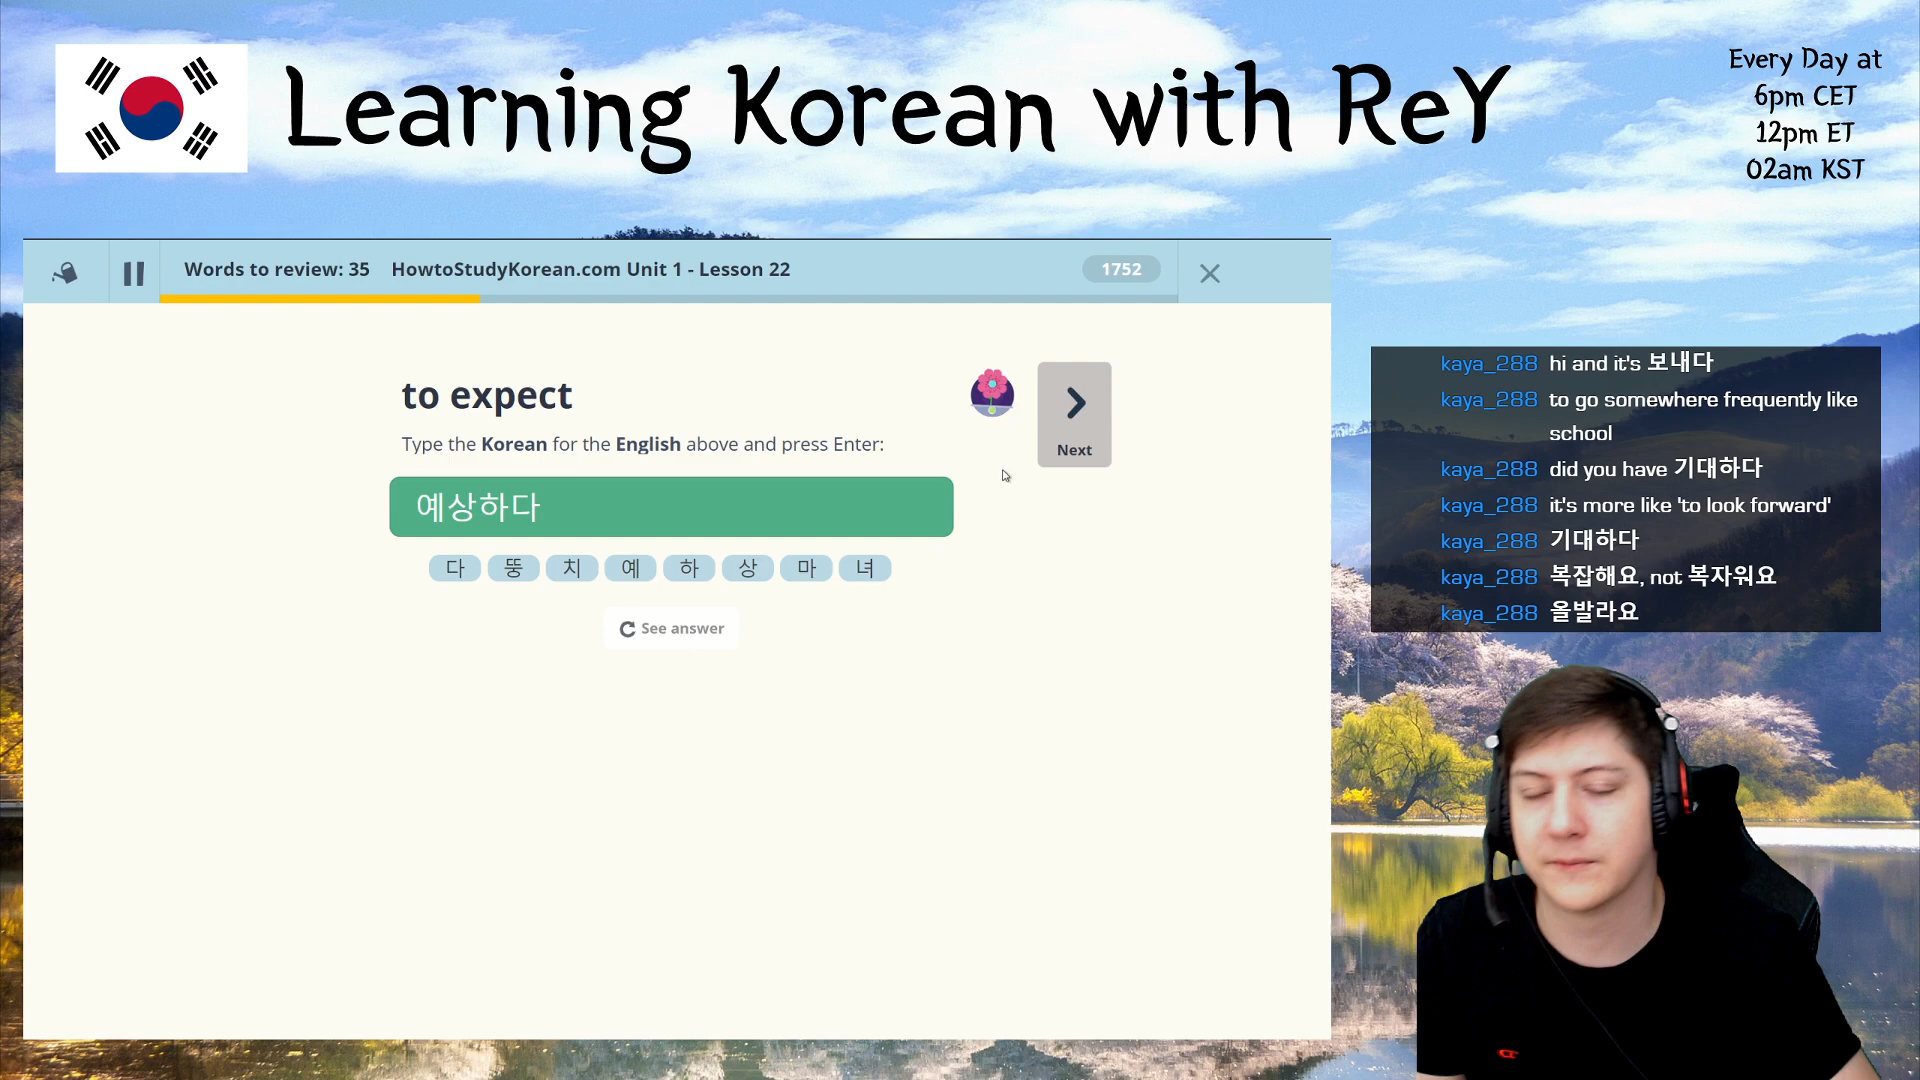 Learning Korean with ReY
Every Day at
6pm CET
12pm ET
02am KST
Words to review: 35 HowtoStudyKorean.com Unit 1 - Lesson 22
1752
to expect
Type the Korean for the English above and press Enter:
Next
예상하다
다 뚱 치 예 하 상 마 녀
See answer
kaya_288 hi and it's 보내다
kaya_288 to go somewhere frequently like
school
kaya_288 did you have 기대하다
kaya_288 it's more like 'to look forward'
kaya_288 기대하다
kaya_288 복잡해요, not 복자워요
kaya_288 올발라요